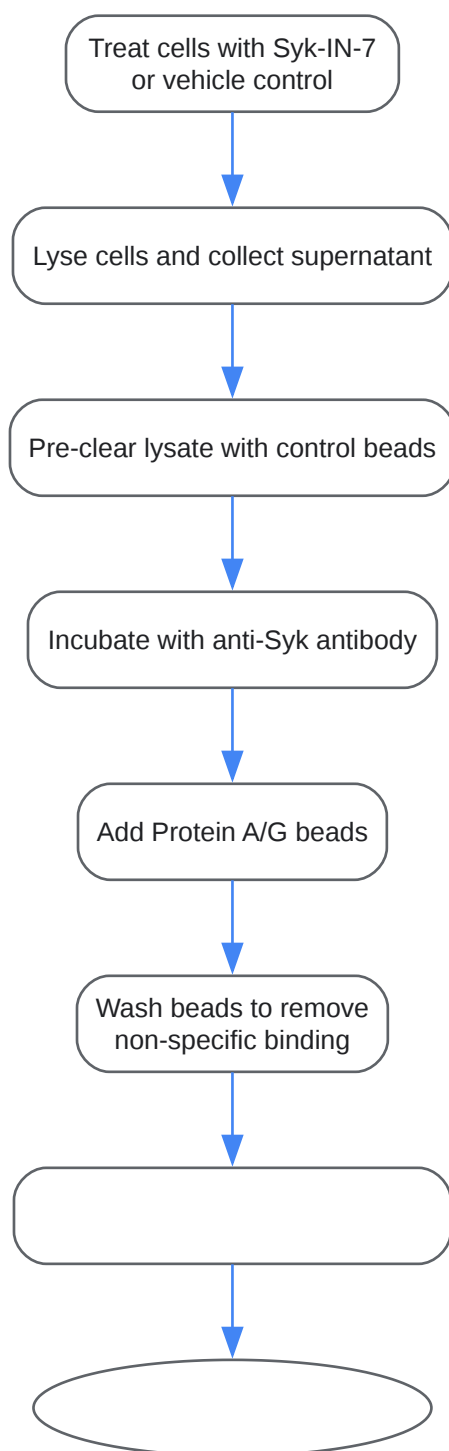 Treat cells with Syk-IN-7
or vehicle control
Lyse cells and collect supernatant
Pre-clear lysate with control beads
Incubate with anti-Syk antibody
Add Protein A/G beads
Wash beads to remove
non-specific binding